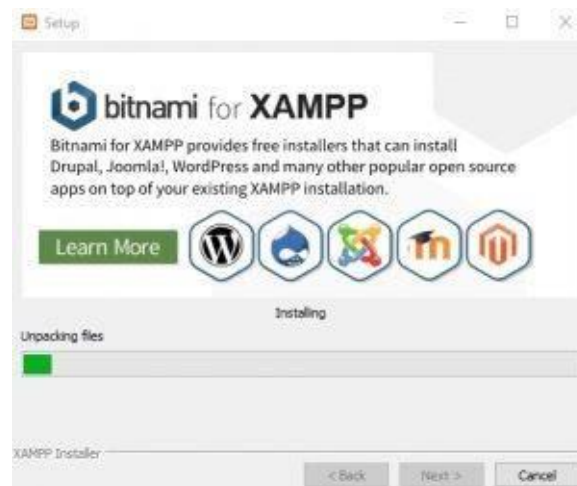 Setup
bitnami for XAMPP
Bitnami for XAMPP provides free installers that can install
Drupal, Joomla!, WordPress and many other popular open source
apps on top of your existing XAMPP installation.
Learn More
Installing
Unpacking files
XAMPP Installer
< Back Next > Cancel